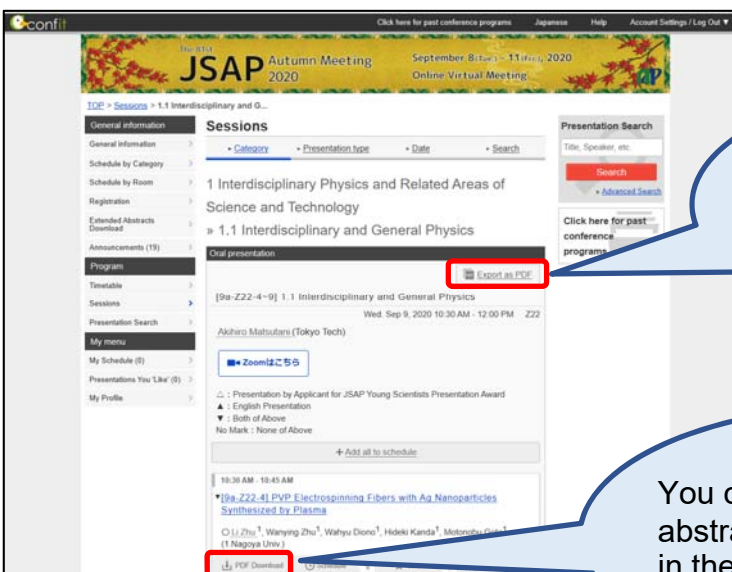 confit
Click here for past conference programs Japanese Help Account Settings / Log Out ▼
The 81st
JSAP Autumn Meeting 2020
September 8(Tue.) ~ 11(Fri.), 2020
Online Virtual Meeting
TOP > Sessions > 1.1 Interdisciplinary and G...
General information
General information
Schedule by Category
Schedule by Room
Registration
Extended Abstracts
Download
Announcements (19)
Program
Timetable
Sessions
Presentation Search
My menu
My Schedule (0)
Presentations You 'Like' (0)
My Profile
Sessions
• Category • Presentation type • Date • Search
1 Interdisciplinary Physics and Related Areas of
Science and Technology
» 1.1 Interdisciplinary and General Physics
Oral presentation
Export as PDF
[9a-Z22-4~9] 1.1 Interdisciplinary and General Physics
Wed. Sep 9, 2020 10:30 AM - 12:00 PM Z22
Akihiro Matsutani (Tokyo Tech)
Zoomはこちら
△ : Presentation by Applicant for JSAP Young Scientists Presentation Award
▲ : English Presentation
▼ : Both of Above
No Mark : None of Above
+ Add all to schedule
10:30 AM - 10:45 AM
▼[9a-Z22-4] PVP Electrospinning Fibers with Ag Nanoparticles
Synthesized by Plasma
〇Li Zhu¹, Wanying Zhu¹, Wahyu Diono¹, Hideki Kanda¹, Motonobu Goto¹
(1.Nagoya Univ.)
PDF Download Schedule
Presentation Search
Title, Speaker, etc.
Search
Advanced Search
Click here for past
conference
programs
You
abstra
in the